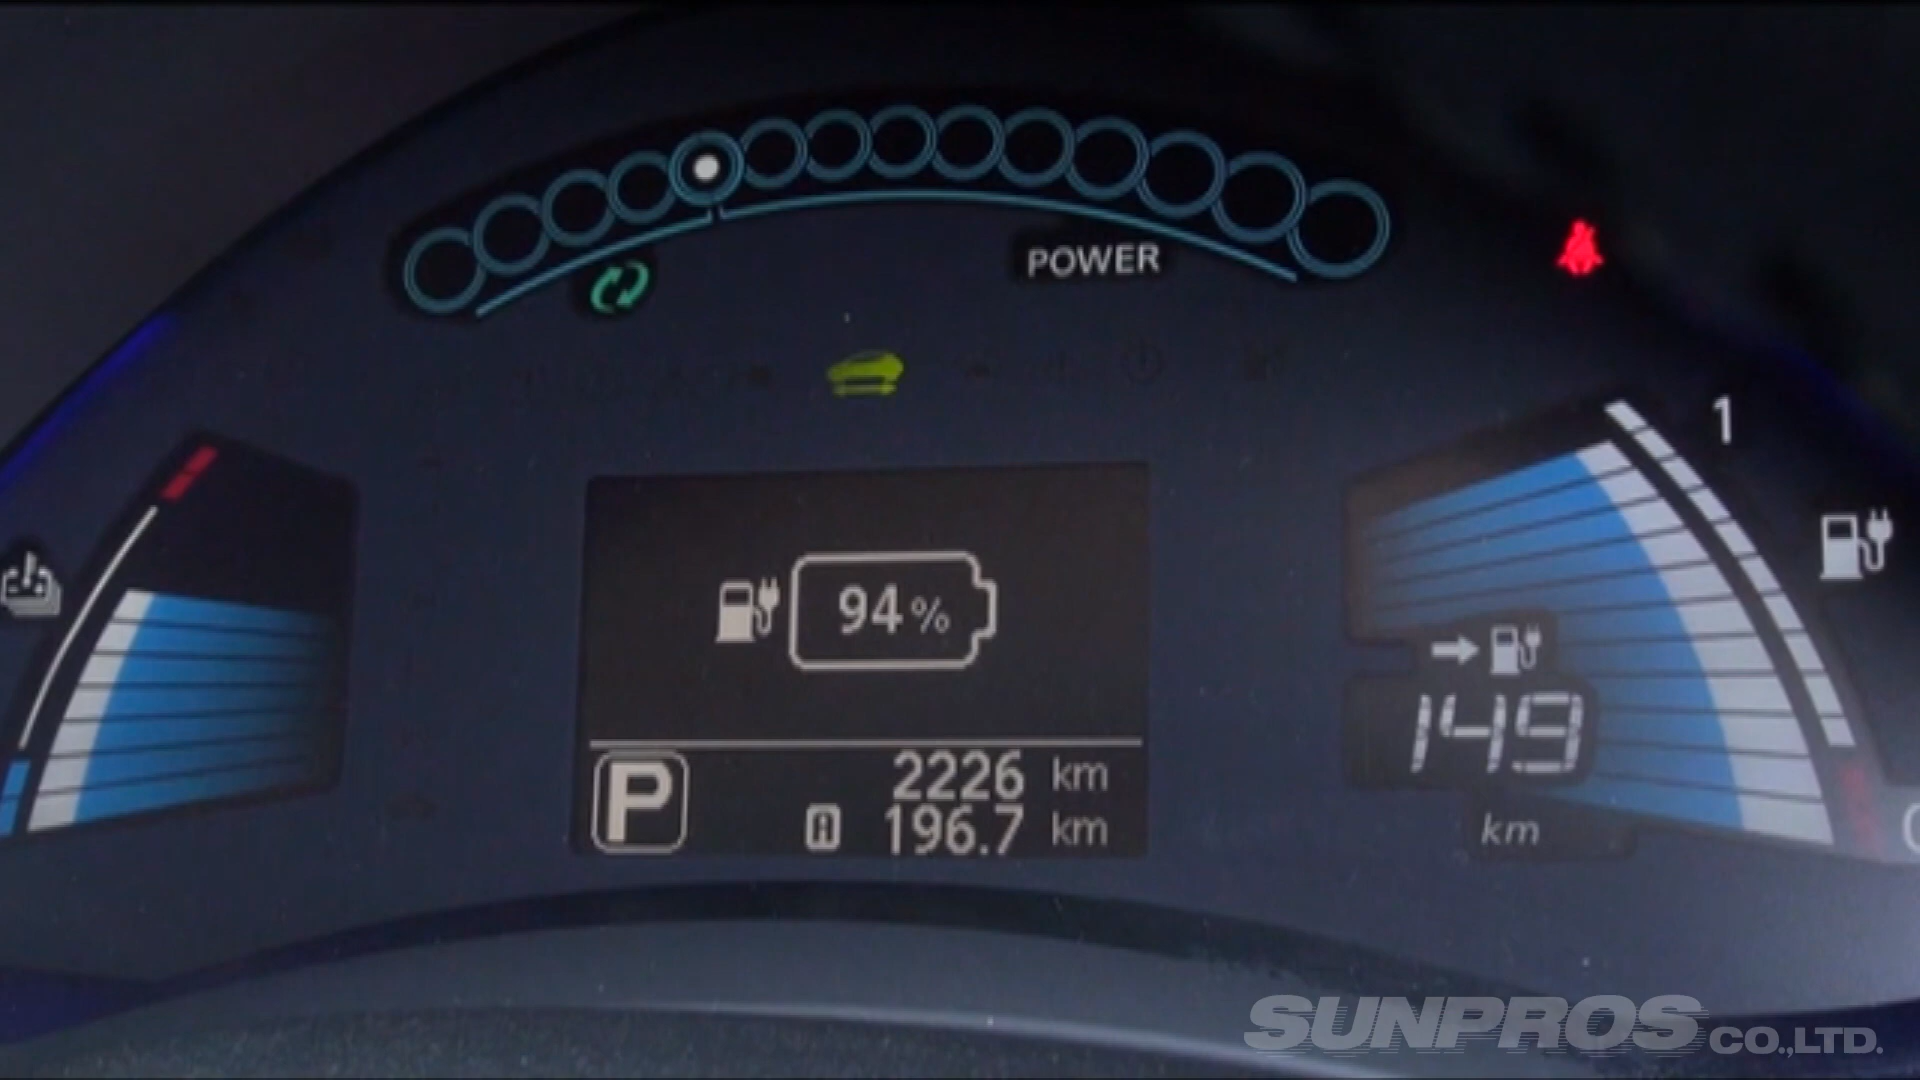 POWER
1
94%
149
km
P
2226 km
A 196.7 km
SUNPROS CO.,LTD.